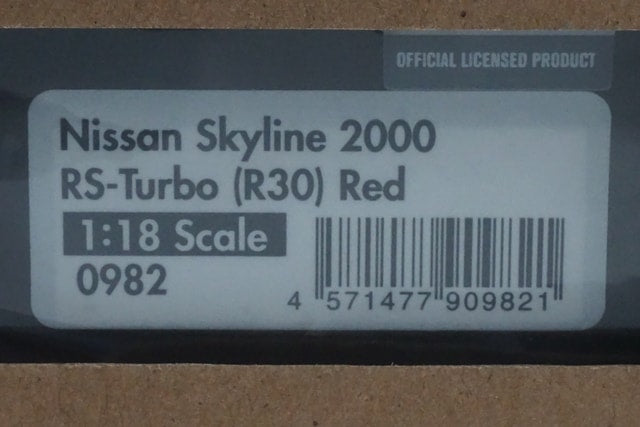 OFFICIAL LICENSED PRODUCT
Nissan Skyline 2000
RS-Turbo (R30) Red
1:18 Scale
0982
4 571477 909821